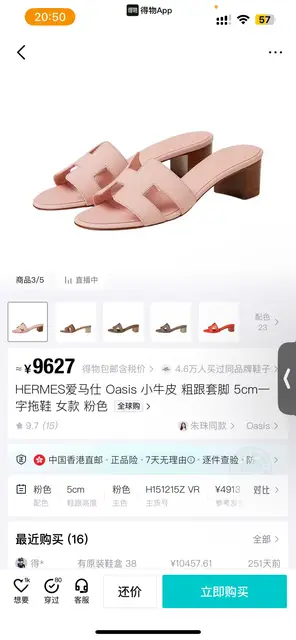 20:50
得物 得物App
57
商品3/5
直播中
配色
23
≈¥9627 得物包邮含税价 4.6万人买过同品牌鞋子
HERMES爱马仕 Oasis 小牛皮 粗跟套脚 5cm一
字拖鞋 女款 粉色 全球购
9.7 (15) 朱珠同款 Oasis
中国香港直邮 · 正品险 · 7天无理由 · 逐件查验 ·
粉色 5cm 粉色 H151215Z VR ¥4913 对比
配色 鞋跟高度 主色 主货号
最近购买 (16) 全部
得* 有原装鞋盒 38 ¥10457.61 251天前
1k
80
想要 穿过 客服 还价 立即购买